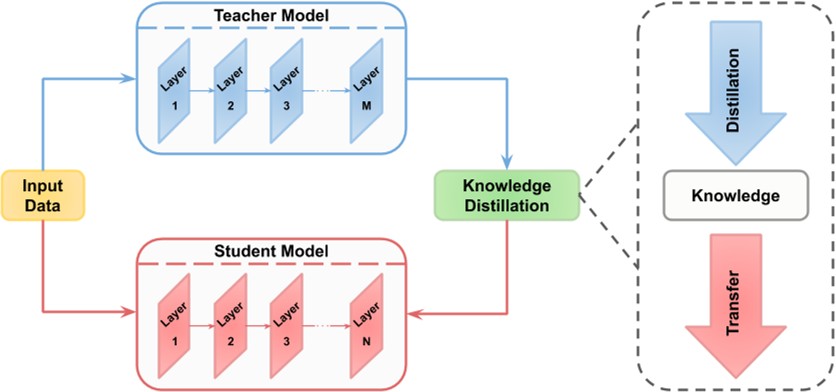 Teacher Model
Layer
1
Layer
2
Layer
3
Layer
M
Input
Data
Knowledge
Distillation
Student Model
Layer
1
Layer
2
Layer
3
Layer
N
Distillation
Knowledge
Transfer